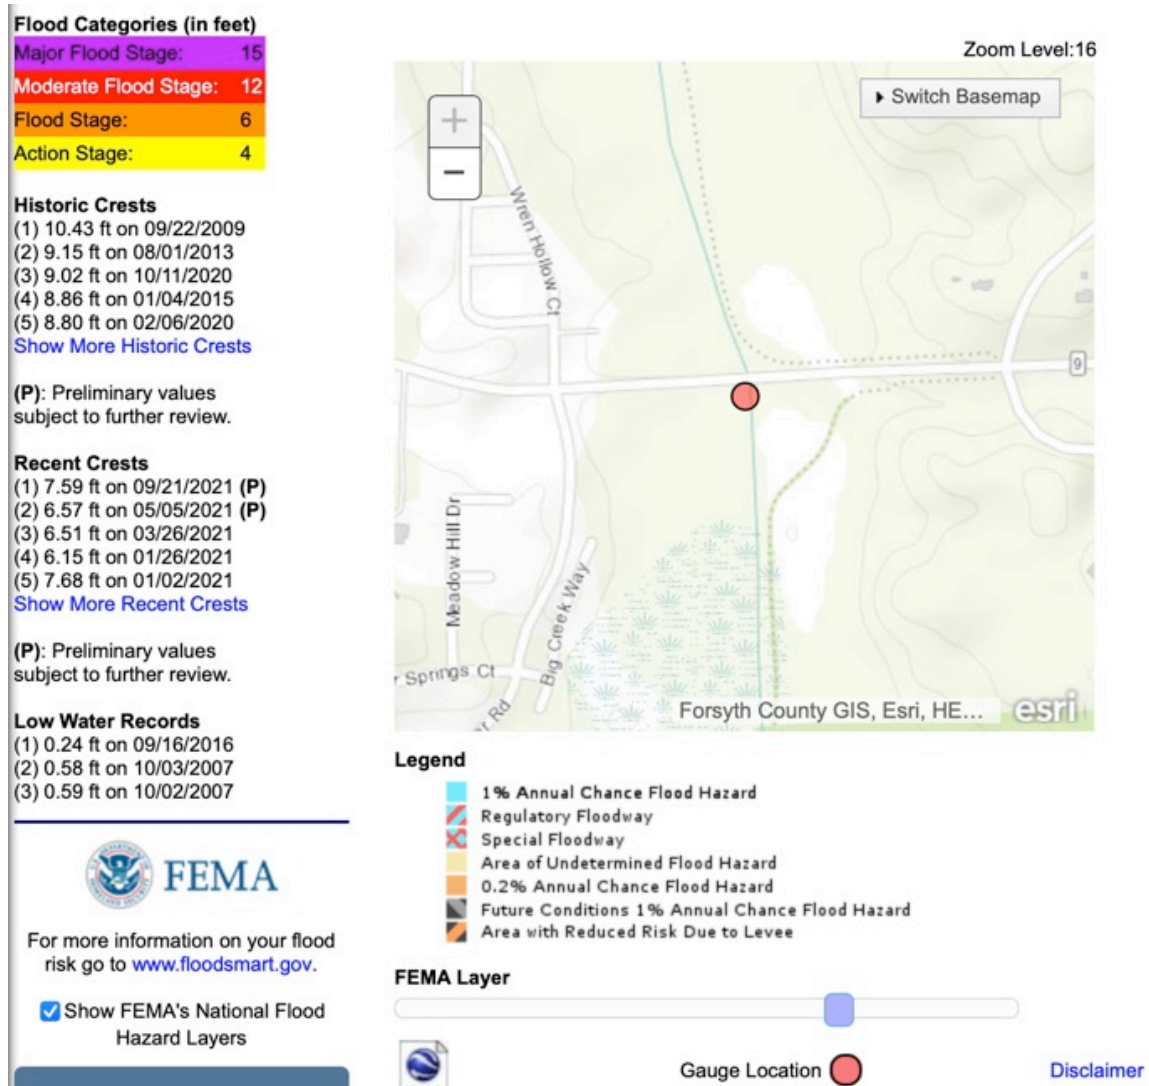 Flood Categories (in feet)
Major Flood Stage: 15
Moderate Flood Stage: 12
Flood Stage: 6
Action Stage: 4
Historic Crests
(1) 10.43 ft on 09/22/2009
(2) 9.15 ft on 08/01/2013
(3) 9.02 ft on 10/11/2020
(4) 8.86 ft on 01/04/2015
(5) 8.80 ft on 02/06/2020
Show More Historic Crests
(P): Preliminary values
subject to further review.
Recent Crests
(1) 7.59 ft on 09/21/2021 (P)
(2) 6.57 ft on 05/05/2021 (P)
(3) 6.51 ft on 03/26/2021
(4) 6.15 ft on 01/26/2021
(5) 7.68 ft on 01/02/2021
Show More Recent Crests
(P): Preliminary values
subject to further review.
Low Water Records
(1) 0.24 ft on 09/16/2016
(2) 0.58 ft on 10/03/2007
(3) 0.59 ft on 10/02/2007
FEMA
For more information on your flood
risk go to www.floodsmart.gov.
Show FEMA's National Flood
Hazard Layers
Zoom Level:16
+
Switch Basemap
−
Wren Hollow Ct
9
Meadow Hill Dr
Big Creek Way
r Springs Ct
er Rd
Forsyth County GIS, Esri, HE...
esri
Legend
1% Annual Chance Flood Hazard
Regulatory Floodway
Special Floodway
Area of Undetermined Flood Hazard
0.2% Annual Chance Flood Hazard
Future Conditions 1% Annual Chance Flood Hazard
Area with Reduced Risk Due to Levee
FEMA Layer
Gauge Location
Disclaimer